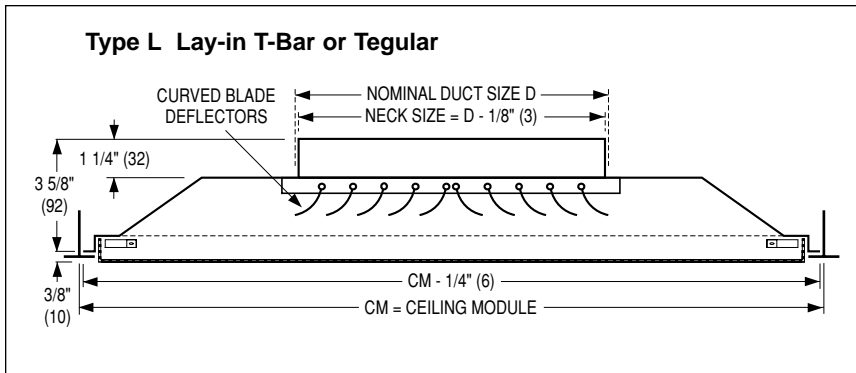 Type L Lay-in T-Bar or Tegular
CURVED BLADE
DEFLECTORS
NOMINAL DUCT SIZE D
NECK SIZE = D - 1/8" (3)
1 1/4" (32)
3 5/8"
(92)
3/8"
(10)
CM - 1/4" (6)
CM = CEILING MODULE